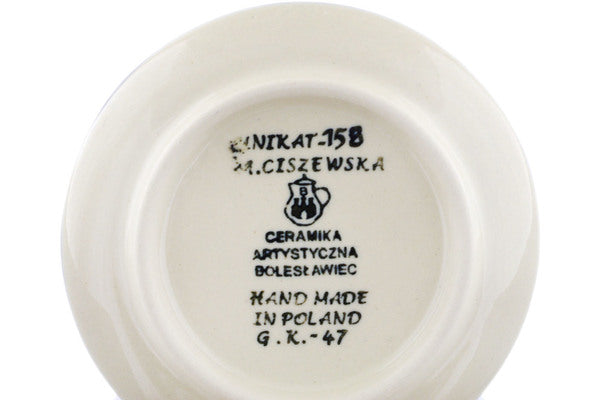 UNIKAT-158
M.CISZEWSKA
B
CERAMIKA
ARTYSTYCZNA
BOLESŁAWIEC
HAND MADE
IN POLAND
G.K.-47